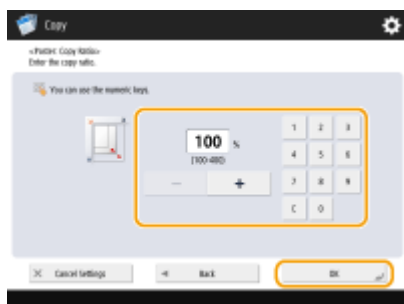 Copy
<Poster: Copy Ratio>
Enter the copy ratio.
You can use the numeric keys.
100 %
(100-400)
− +
1 2 3
4 5 6
7 8 9
C 0
Cancel Settings
Back
OK